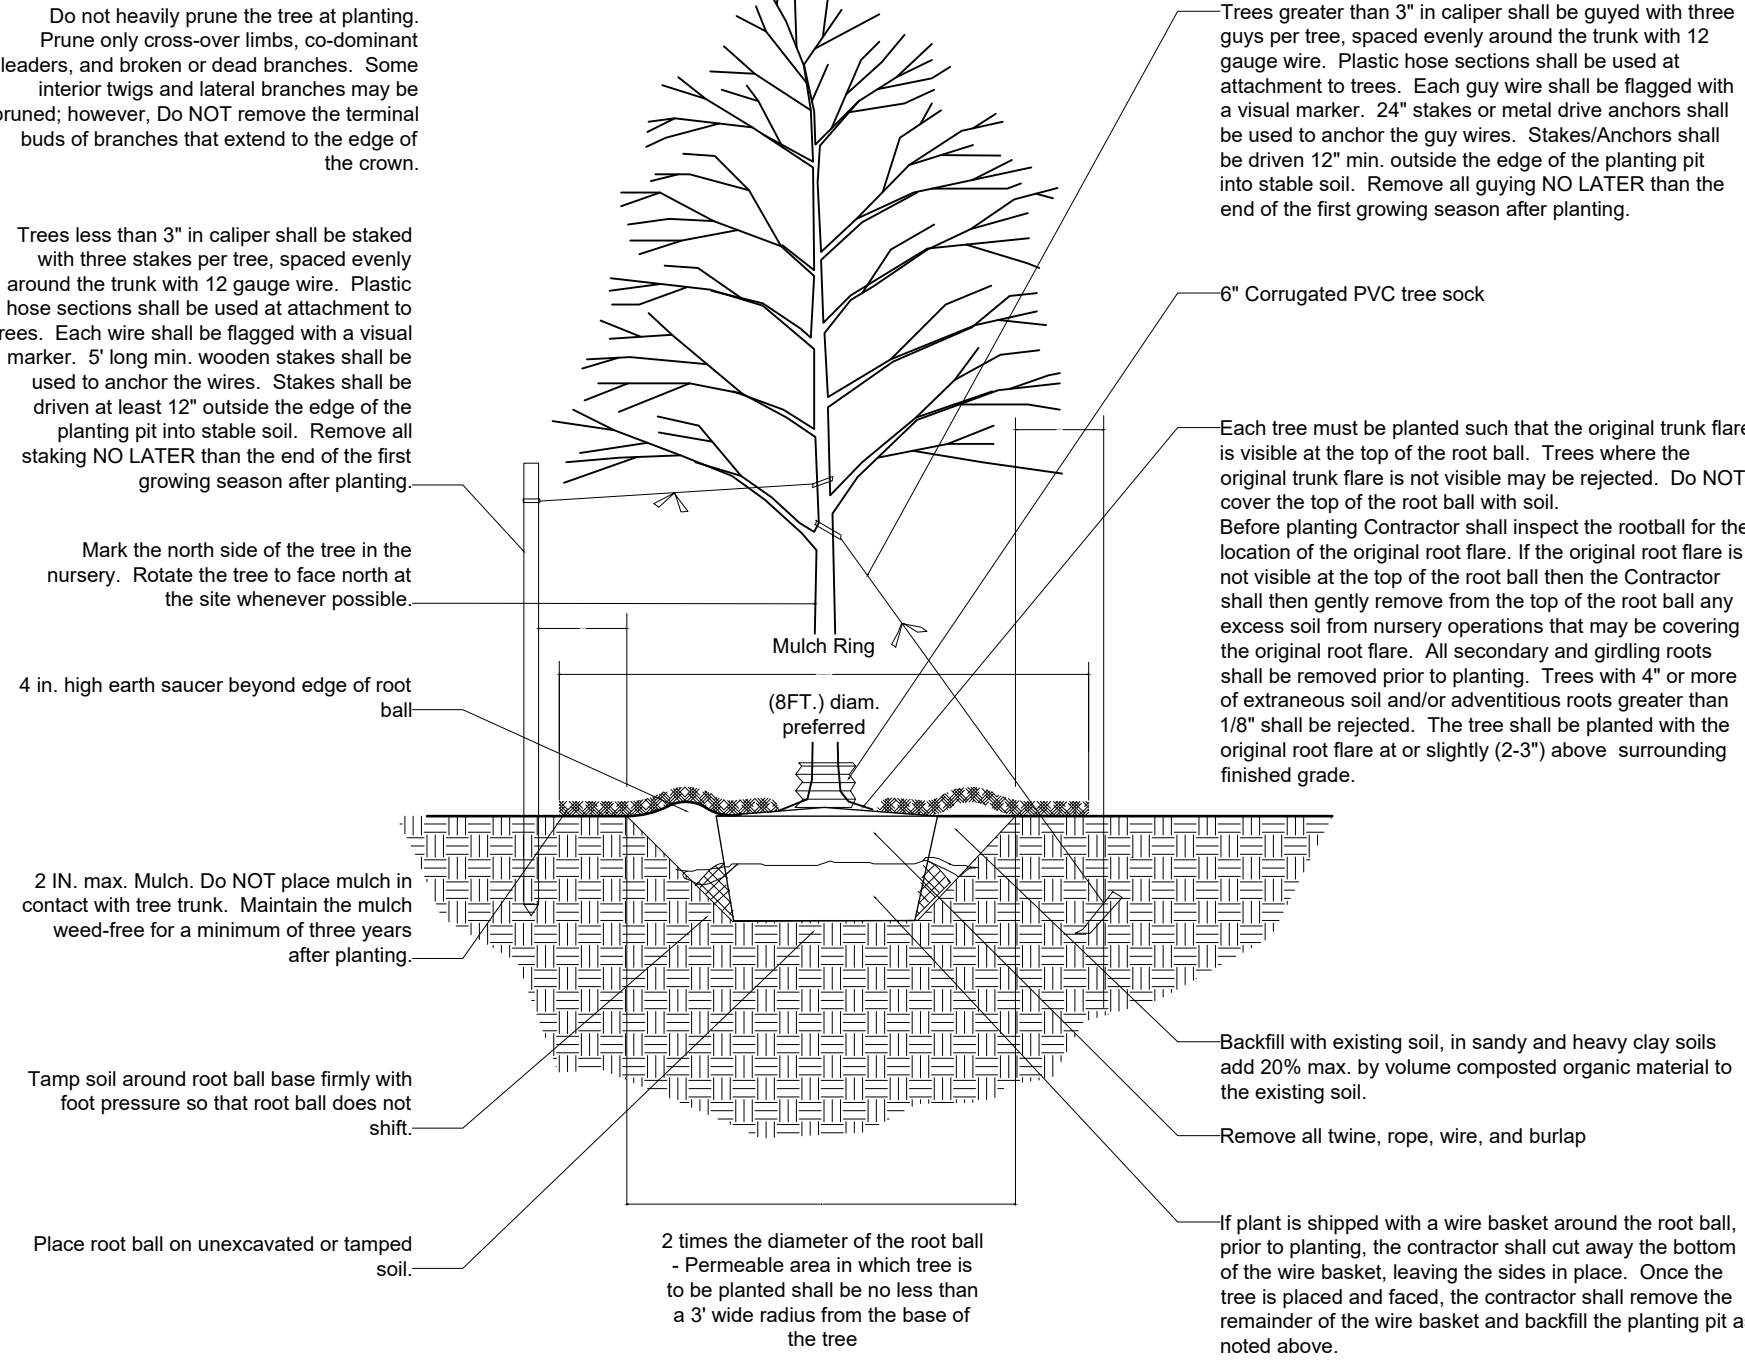 Do not heavily prune the tree at planting.
Prune only cross-over limbs, co-dominant
leaders, and broken or dead branches. Some
interior twigs and lateral branches may be
pruned; however, Do NOT remove the terminal
buds of branches that extend to the edge of
the crown.
Trees less than 3" in caliper shall be staked
with three stakes per tree, spaced evenly
around the trunk with 12 gauge wire. Plastic
hose sections shall be used at attachment to
trees. Each wire shall be flagged with a visual
marker. 5' long min. wooden stakes shall be
used to anchor the wires. Stakes shall be
driven at least 12" outside the edge of the
planting pit into stable soil. Remove all
staking NO LATER than the end of the first
growing season after planting.
Mark the north side of the tree in the
nursery. Rotate the tree to face north at
the site whenever possible.
4 in. high earth saucer beyond edge of root
ball
2 IN. max. Mulch. Do NOT place mulch in
contact with tree trunk. Maintain the mulch
weed-free for a minimum of three years
after planting.
Tamp soil around root ball base firmly with
foot pressure so that root ball does not
shift.
Place root ball on unexcavated or tamped
soil.
Mulch Ring
(8FT.) diam.
preferred
2 times the diameter of the root ball
- Permeable area in which tree is
to be planted shall be no less than
a 3' wide radius from the base of
the tree
Trees greater than 3" in caliper shall be guyed with three
guys per tree, spaced evenly around the trunk with 12
gauge wire. Plastic hose sections shall be used at
attachment to trees. Each guy wire shall be flagged with
a visual marker. 24" stakes or metal drive anchors shall
be used to anchor the guy wires. Stakes/Anchors shall
be driven 12" min. outside the edge of the planting pit
into stable soil. Remove all guying NO LATER than the
end of the first growing season after planting.
6" Corrugated PVC tree sock
Each tree must be planted such that the original trunk flare
is visible at the top of the root ball. Trees where the
original trunk flare is not visible may be rejected. Do NOT
cover the top of the root ball with soil.
Before planting Contractor shall inspect the rootball for the
location of the original root flare. If the original root flare is
not visible at the top of the root ball then the Contractor
shall then gently remove from the top of the root ball any
excess soil from nursery operations that may be covering
the original root flare. All secondary and girdling roots
shall be removed prior to planting. Trees with 4" or more
of extraneous soil and/or adventitious roots greater than
1/8" shall be rejected. The tree shall be planted with the
original root flare at or slightly (2-3") above surrounding
finished grade.
Backfill with existing soil, in sandy and heavy clay soils
add 20% max. by volume composted organic material to
the existing soil.
Remove all twine, rope, wire, and burlap
If plant is shipped with a wire basket around the root ball,
prior to planting, the contractor shall cut away the bottom
of the wire basket, leaving the sides in place. Once the
tree is placed and faced, the contractor shall remove the
remainder of the wire basket and backfill the planting pit as
noted above.